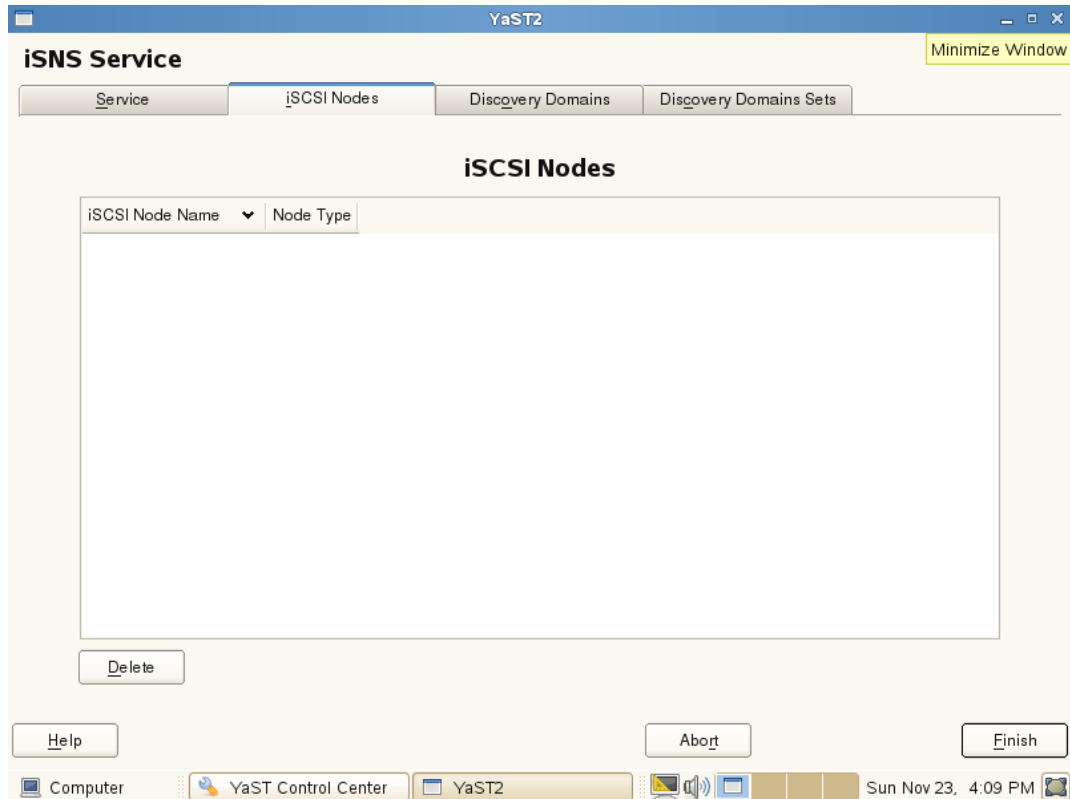 YaST2
Minimize Window
iSNS Service
Service
iSCSI Nodes
Discovery Domains
Discovery Domains Sets
iSCSI Nodes
iSCSI Node Name
Node Type
Delete
Help
Abort
Finish
Computer
YaST Control Center
YaST2
Sun Nov 23, 4:09 PM